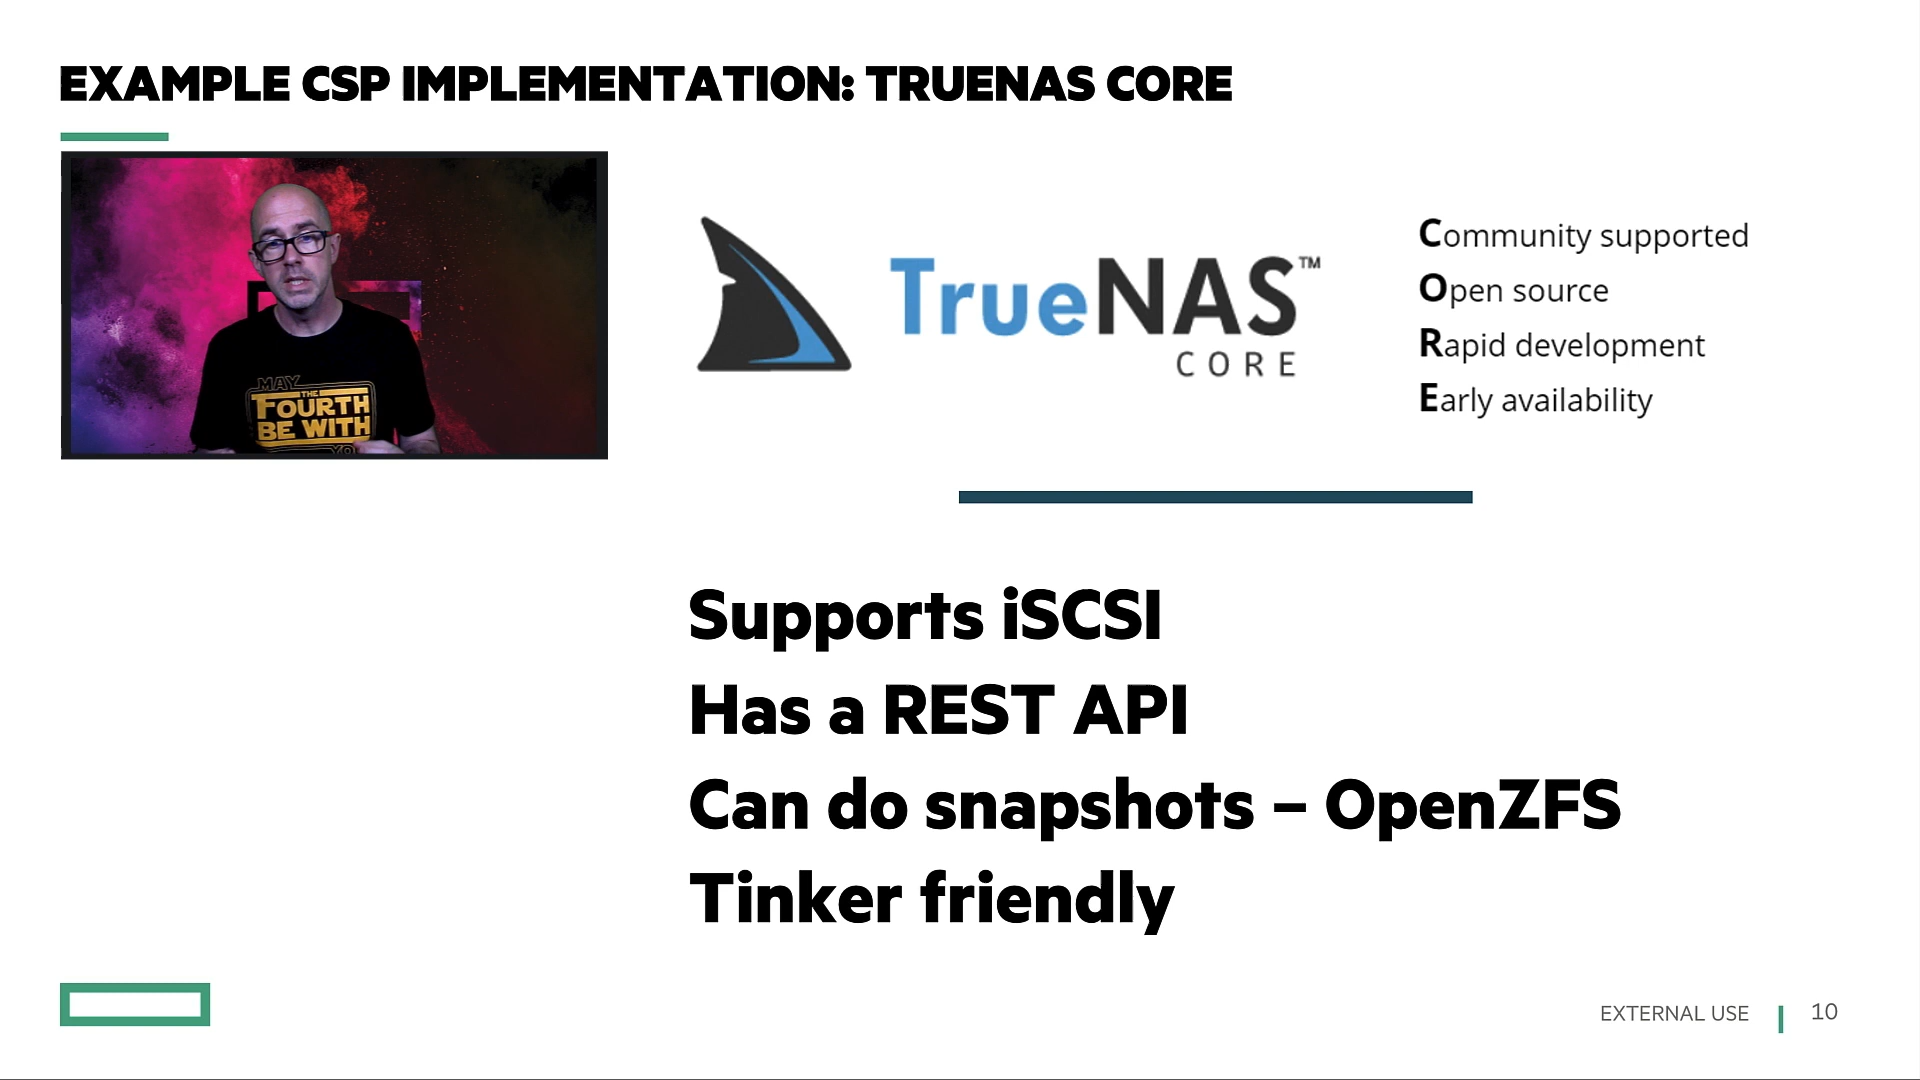 EXAMPLE CSP IMPLEMENTATION: TRUENAS CORE
MAY
THE
FOURTH
BE WITH
YO
TrueNAS™
CORE
Community supported
Open source
Rapid development
Early availability
Supports iSCSI
Has a REST API
Can do snapshots – OpenZFS
Tinker friendly
EXTERNAL USE
10